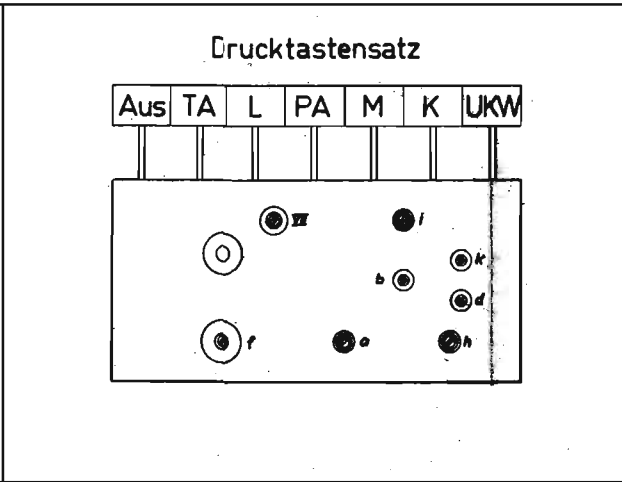 Drucktastensatz
Aus TA L PA M K UKW
VII i
k
b
d
f a h